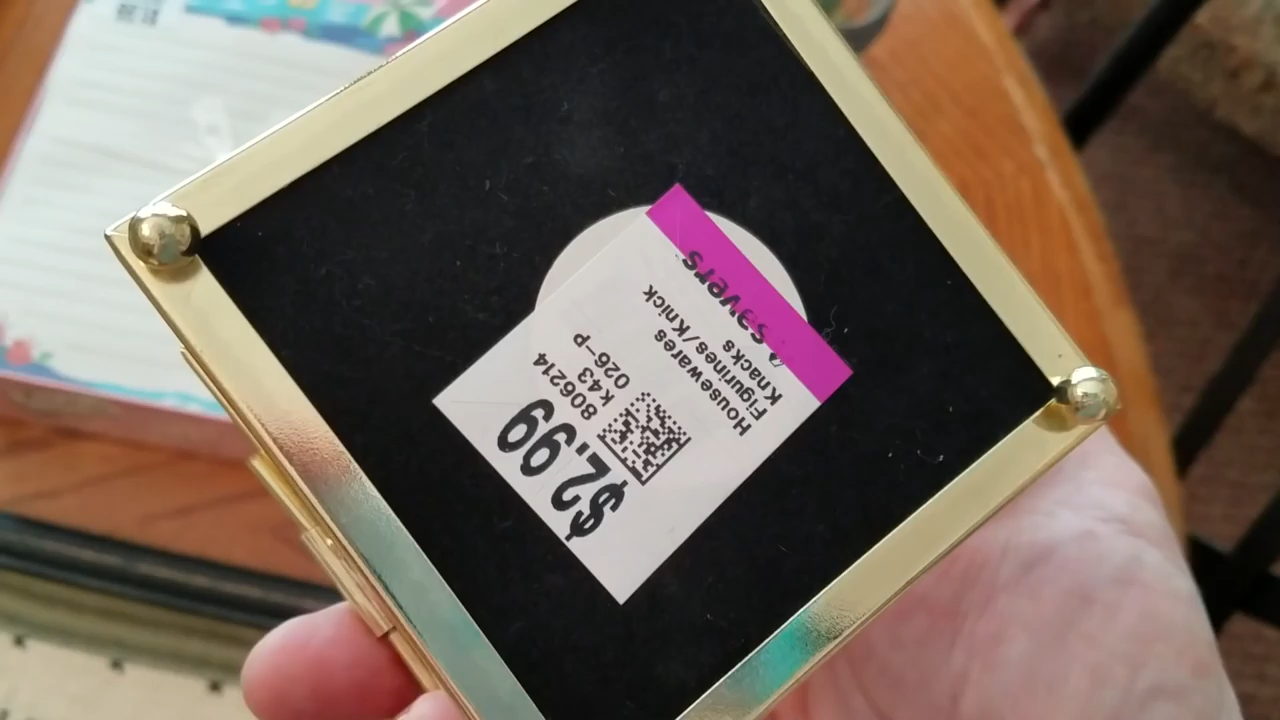 savers
Housewares
Figurines/Knick
Knacks
806214
k43
026-P
$2.99